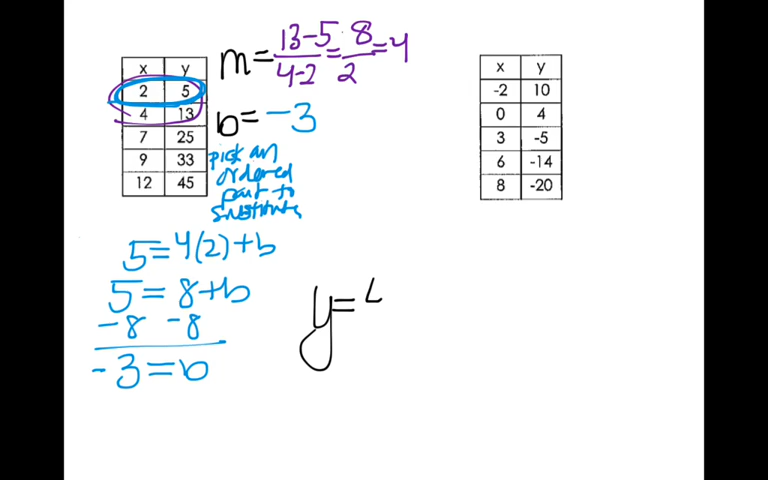 x y
2 5
4 13
7 25
9 33
12 45
m = 13-5/4-2 = 8/2 = 4
b = -3
pick an
ordered
pair to
substitute
5 = 4(2) + b
5 = 8 + b
-8 -8
-3 = b
y =
x y
-2 10
0 4
3 -5
6 -14
8 -20